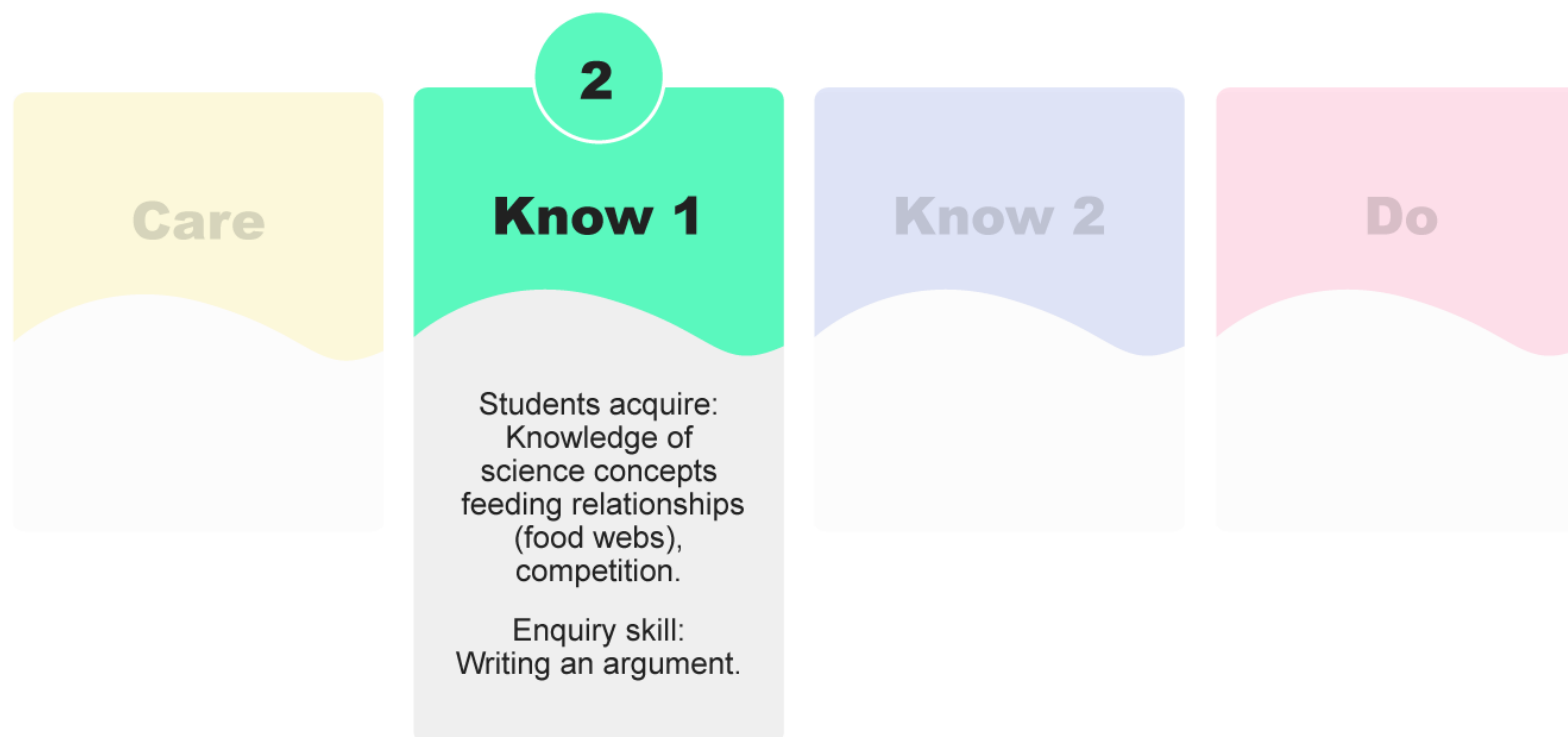 2
Care
Know 1
Know 2
Do
Students acquire:
Knowledge of
science concepts
feeding relationships
(food webs),
competition.
Enquiry skill:
Writing an argument.